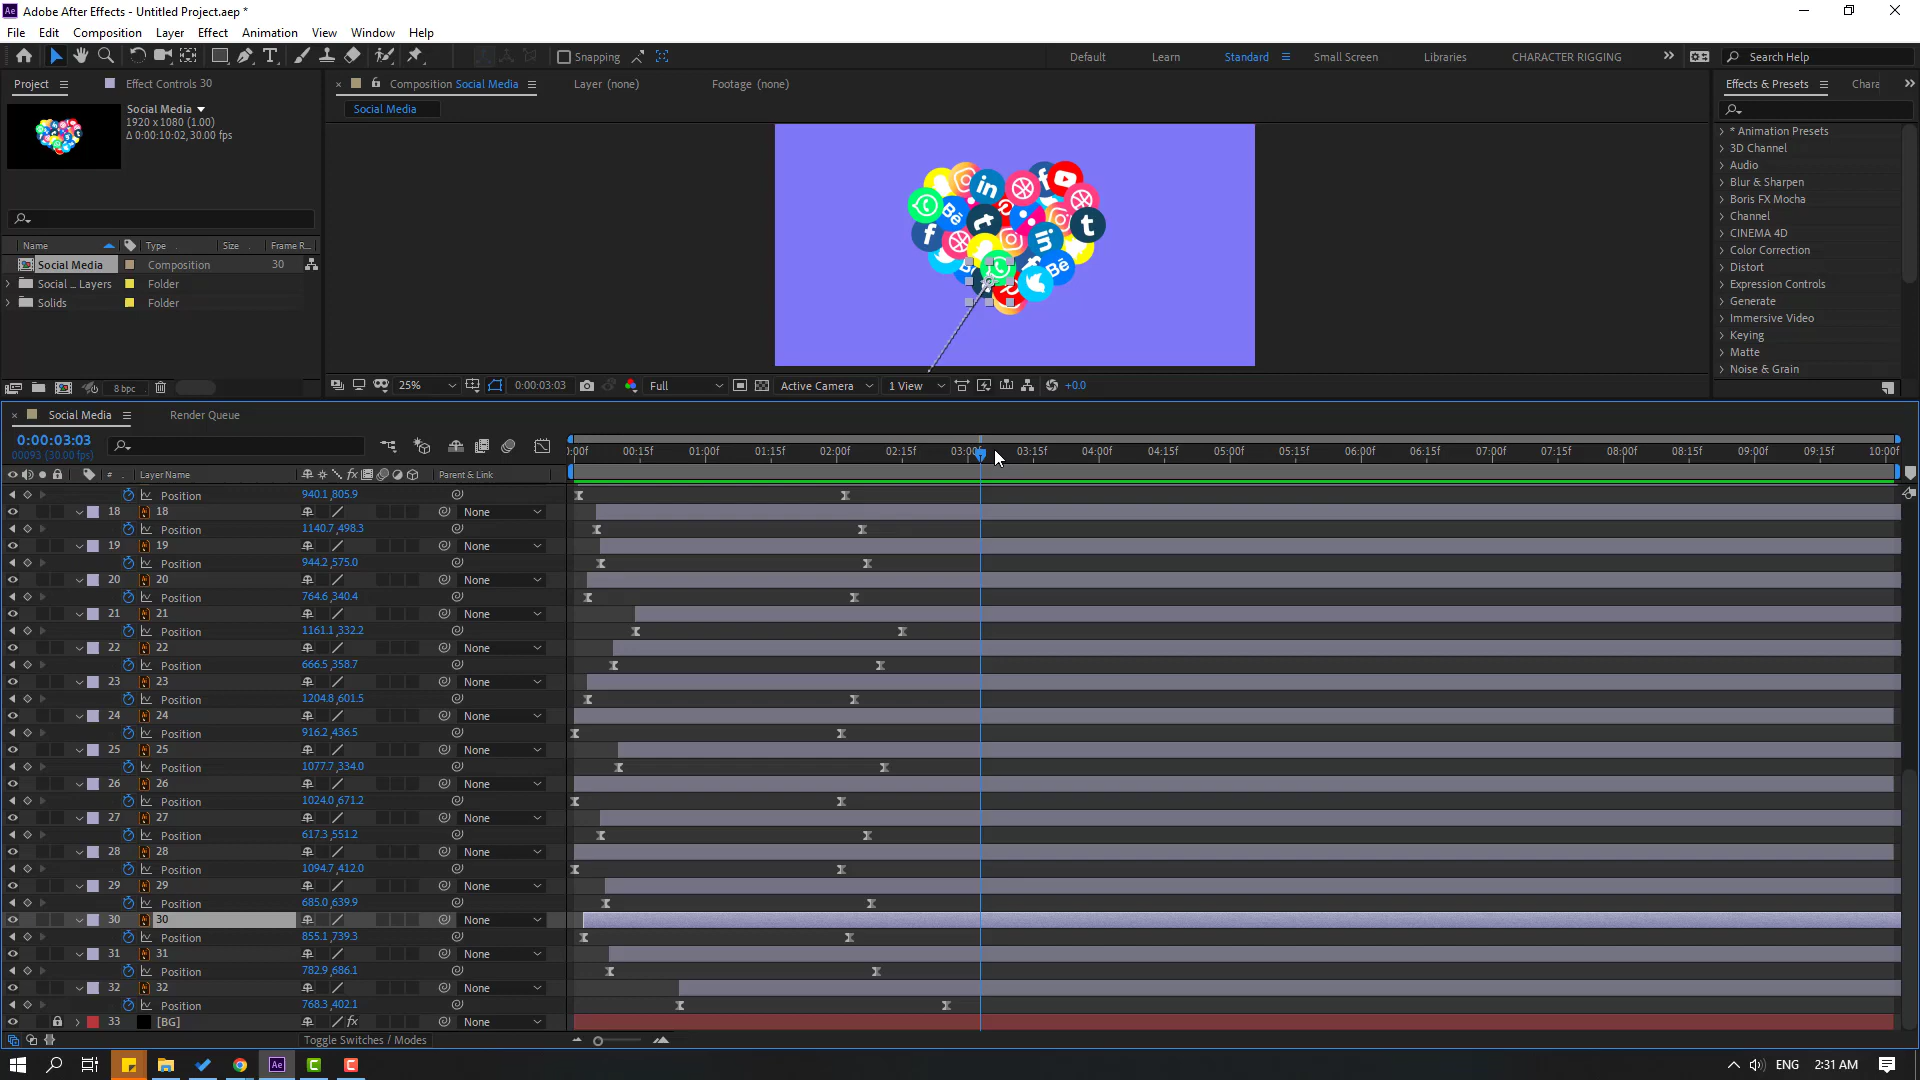 Adobe After Effects - Untitled Project.aep *
File Edit Composition Layer Effect Animation View Window Help
Snapping
Default Learn Standard Small Screen Libraries CHARACTER RIGGING Search Help
Project Effect Controls 30
Composition Social Media Layer (none) Footage (none)
Effects & Presets Chara
Social Media
1920 x 1080 (1.00)
Δ 0:00:10:02, 30.00 fps
Social Media
Name Type Size Frame R...
Social Media Composition 30
Social ... Layers Folder
Solids Folder
* Animation Presets
3D Channel
Audio
Blur & Sharpen
Boris FX Mocha
Channel
CINEMA 4D
Color Correction
Distort
Expression Controls
Generate
Immersive Video
Keying
Matte
Noise & Grain
8 bpc
25% 0:00:03:03 Full Active Camera 1 View +0.0
Social Media Render Queue
0:00:03:03
00093 (30.00 fps)
:00f 00:15f 01:00f 01:15f 02:00f 02:15f 03:00f 03:15f 04:00f 04:15f 05:00f 05:15f 06:00f 06:15f 07:00f 07:15f 08:00f 08:15f 09:00f 09:15f 10:00f
# Layer Name Parent & Link
Position 940.1,805.9
18 18 None
Position 1140.7,498.3
19 19 None
Position 944.2,575.0
20 20 None
Position 764.6,340.4
21 21 None
Position 1161.1,332.2
22 22 None
Position 666.5,358.7
23 23 None
Position 1204.8,601.5
24 24 None
Position 916.2,436.5
25 25 None
Position 1077.7,334.0
26 26 None
Position 1024.0,671.2
27 27 None
Position 617.3,551.2
28 28 None
Position 1094.7,412.0
29 29 None
Position 685.0,639.9
30 30 None
Position 855.1,739.3
31 31 None
Position 782.9,686.1
32 32 None
Position 768.3,402.1
33 [BG] None
Toggle Switches / Modes
ENG 2:31 AM